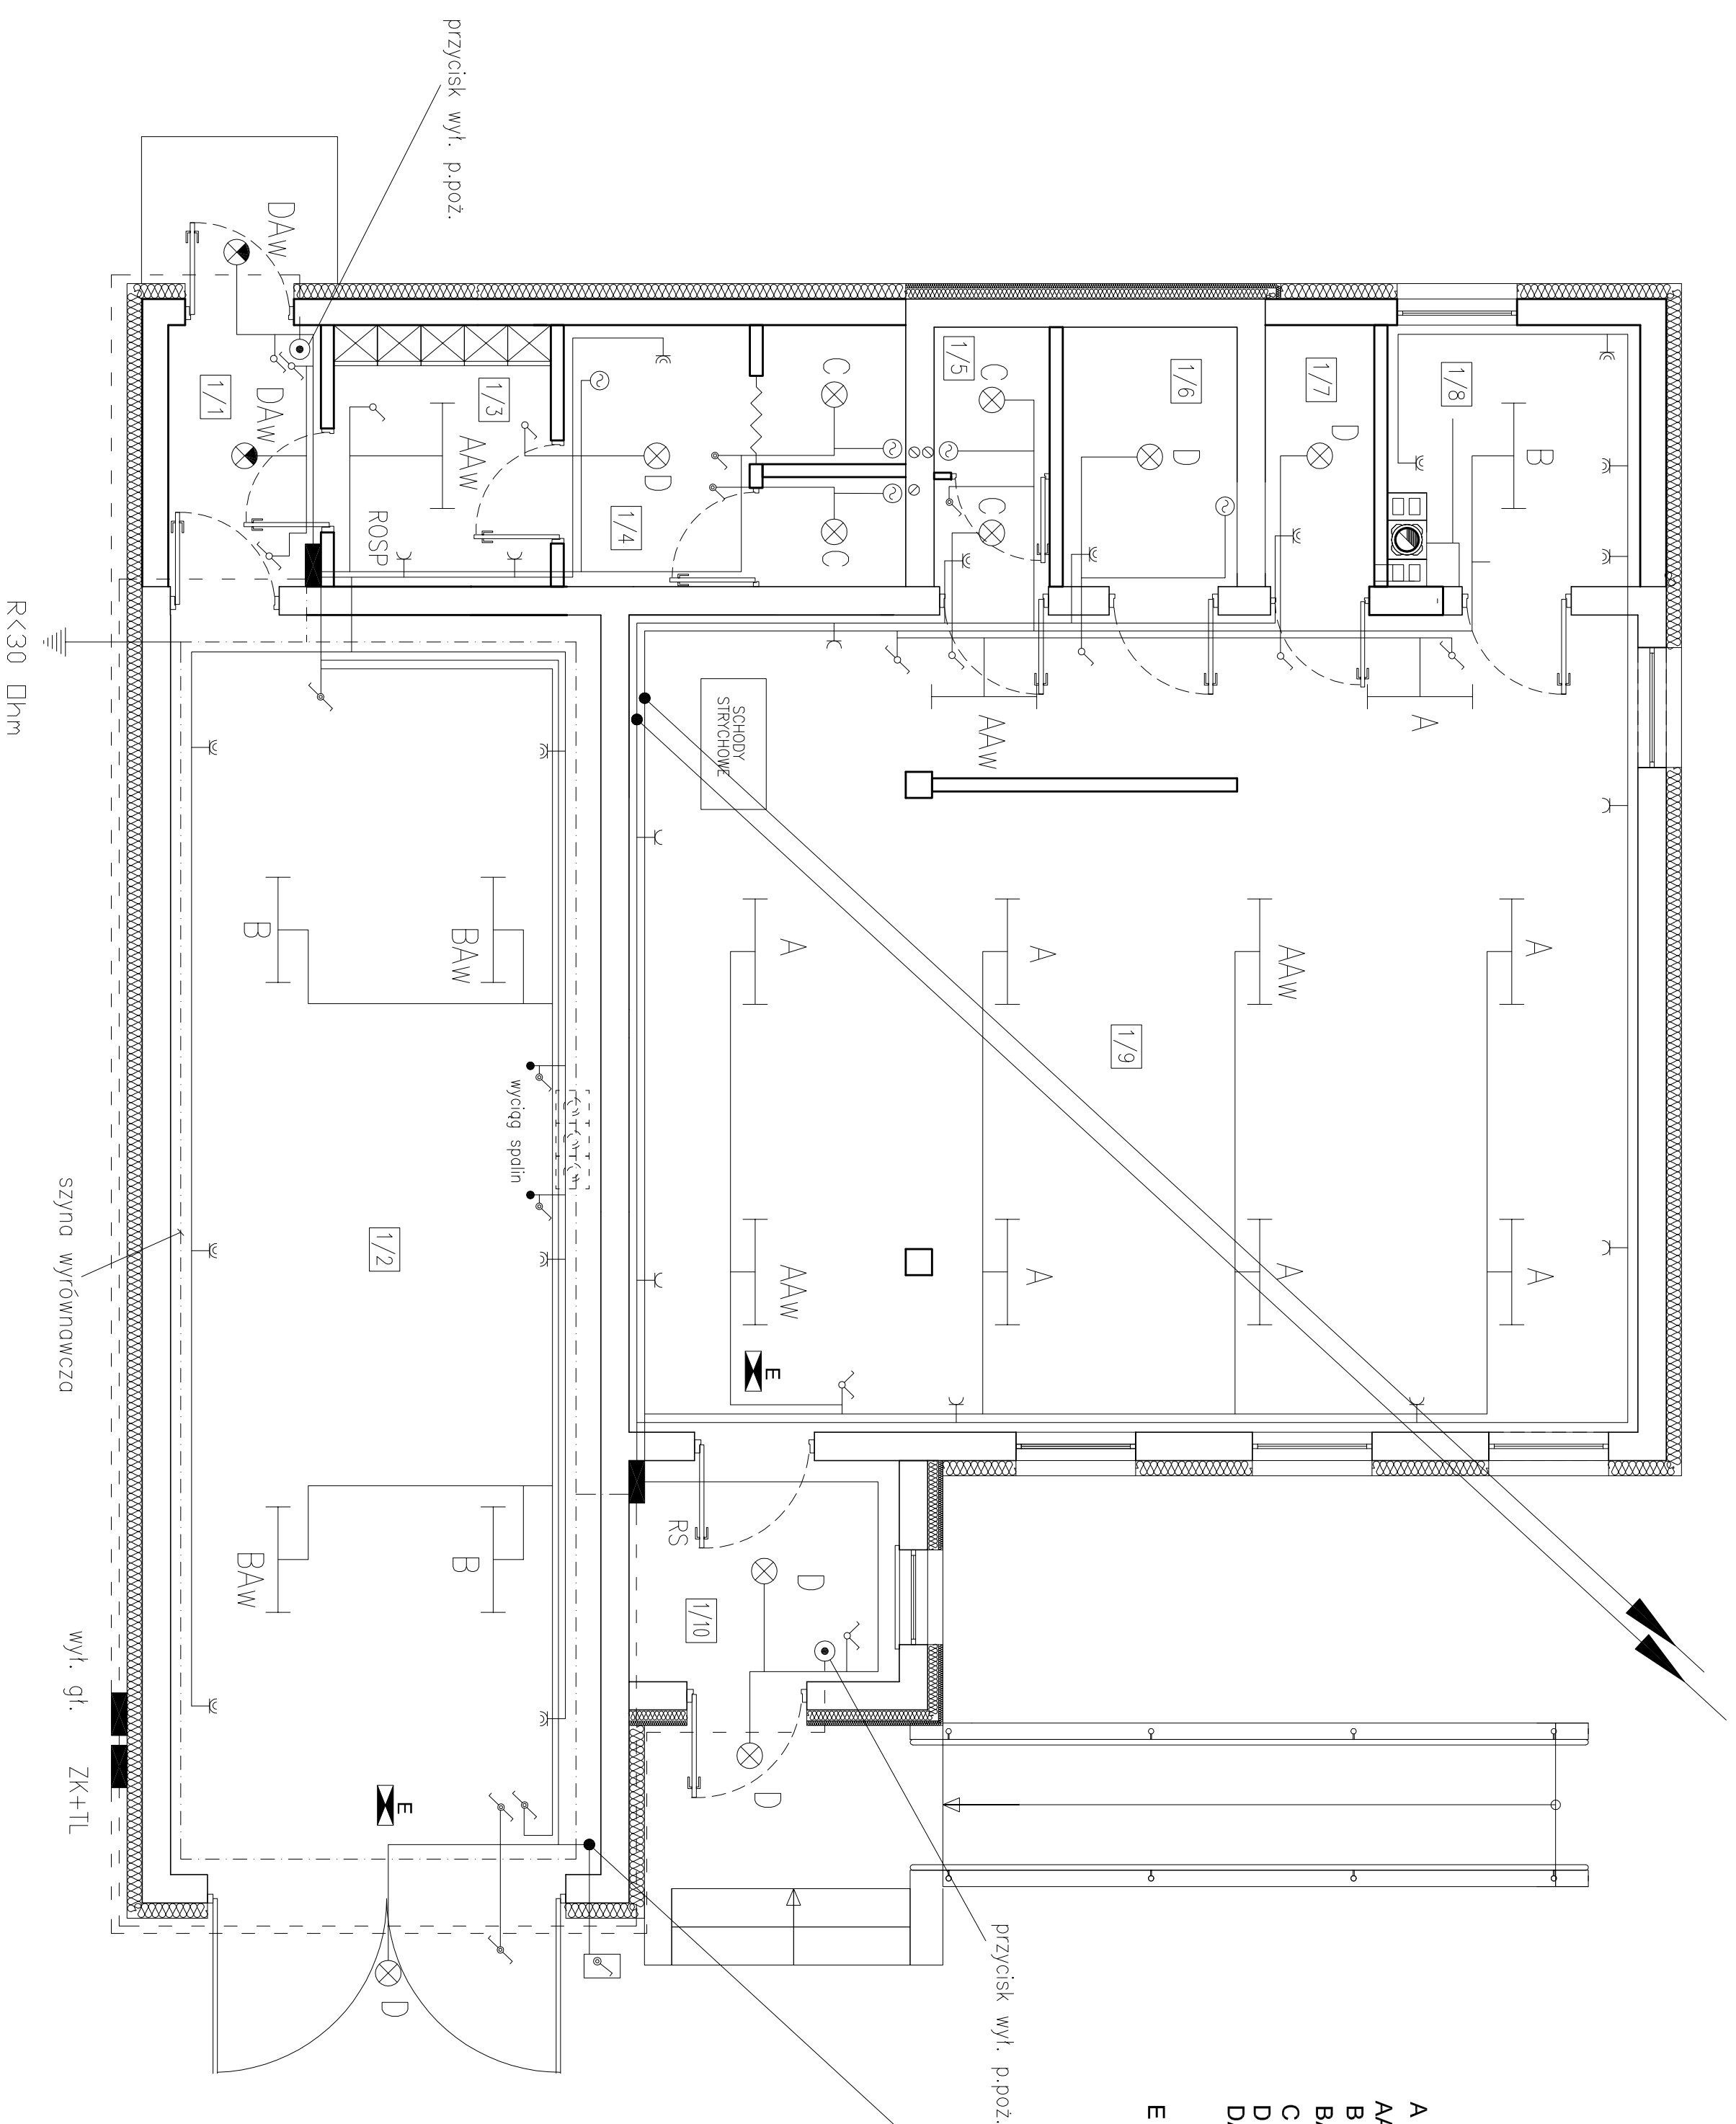 A
B
C
D
E
B
A
A
1/8
A
D
1/7
AAW
A
D
1/6
1/9
A
A
przycisk wył. p.poż.
C
C
AAW
1/5
C
C
D
A
AAW
E
D
SCHODY
STRYCHOWE
1/10
RS
D
1/4
wyciąg spalin
1/3
AAW
BAW
B
przycisk wył. p.poż.
E
D
1/2
ROSP
DAW
DAW
B
BAW
1/1
wył. gł. ZK+TL
szyna wyrównawcza
R<30 Ohm